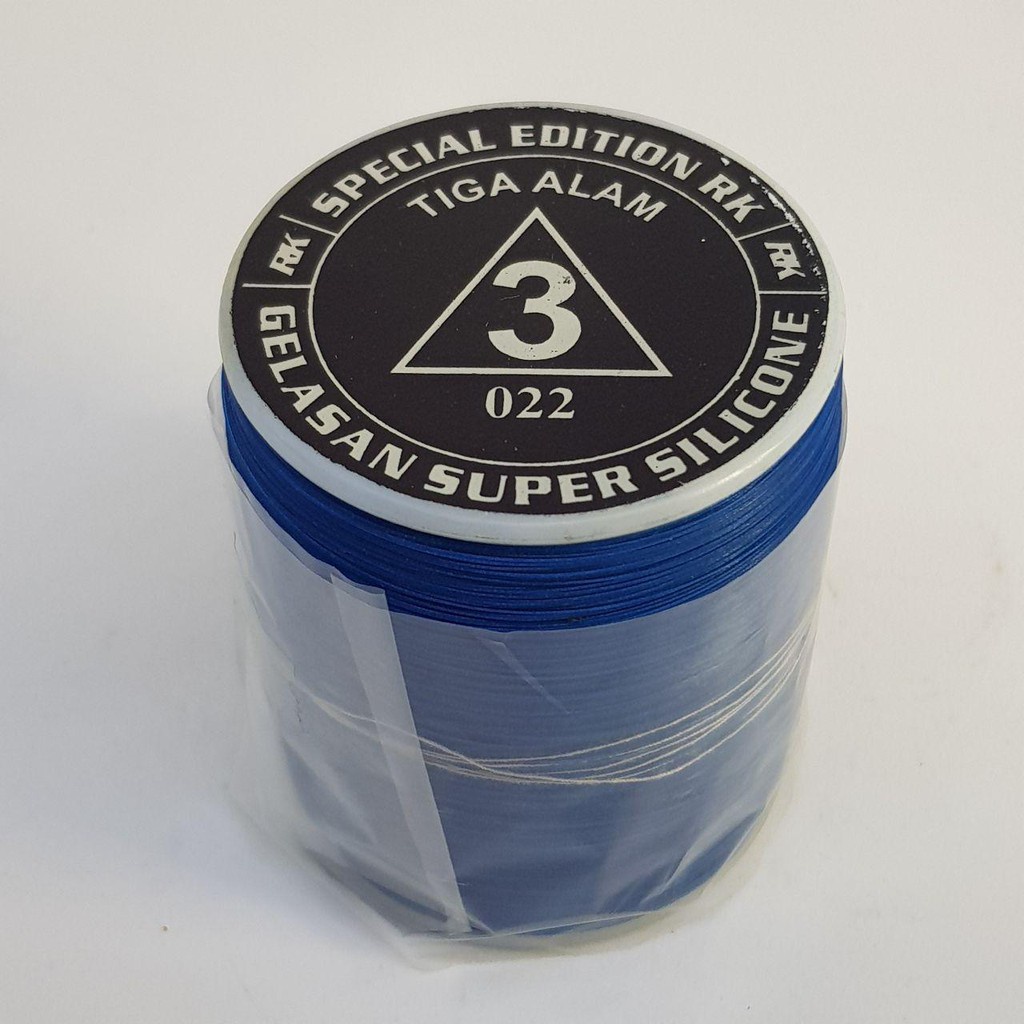 SPECIAL EDITION RK
RK
RK
TIGA ALAM
3
022
GELASAN SUPER SILICONE